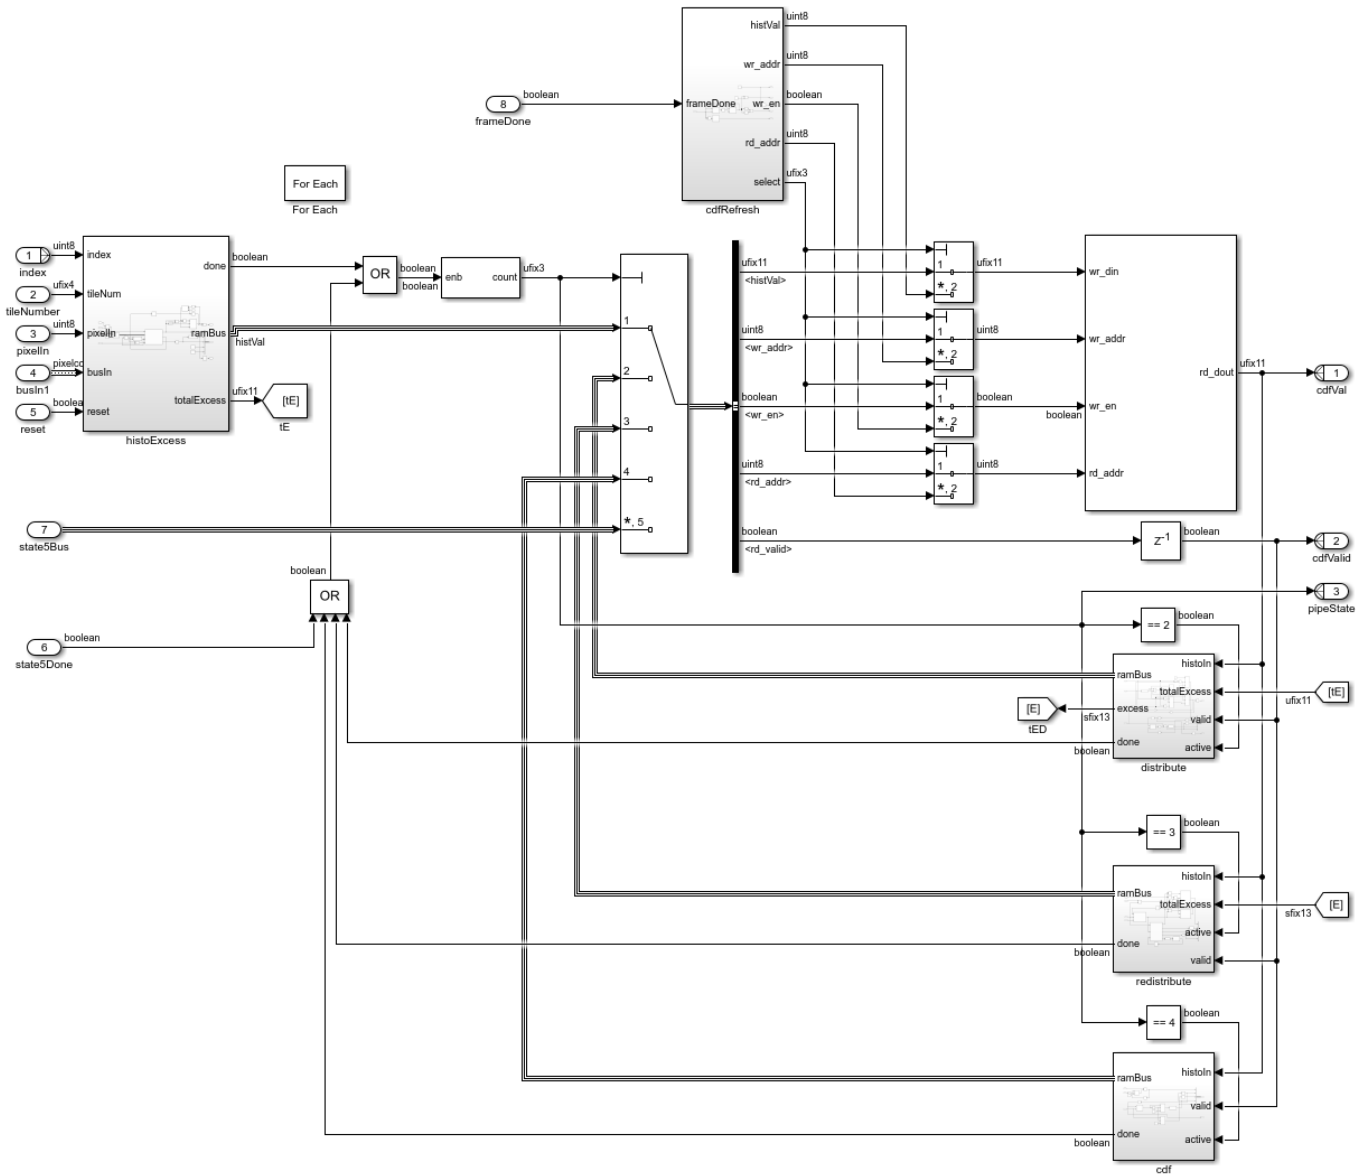 histVal
uint8
wr_addr
uint8
8
boolean
frameDone
frameDone
wr_en
boolean
rd_addr
uint8
select
ufix3
cdfRefresh
For Each
For Each
1
uint8
index
index
2
ufix4
tileNumber
tileNum
3
uint8
pixelIn
pixelIn
4
pixelcc
busIn1
busIn
5
boolea
reset
reset
done
boolean
ramBus
histVal
totalExcess
ufix11
histoExcess
[tE]
tE
OR
boolean
boolean
enb
count
ufix3
1
2
3
4
*, 5
7
state5Bus
6
boolean
state5Done
boolean
OR
ufix11
<histVal>
uint8
<wr_addr>
boolean
<wr_en>
uint8
<rd_addr>
boolean
<rd_valid>
1
*, 2
ufix11
1
*, 2
uint8
1
*, 2
boolean
boolean
1
*, 2
uint8
wr_din
wr_addr
wr_en
rd_addr
rd_dout
ufix11
1
cdfVal
Z-1
boolean
2
cdfValid
3
pipeState
== 2
boolean
ramBus
excess
done
histoIn
totalExcess
valid
active
distribute
[E]
tED
sfix13
boolean
ufix11
[tE]
== 3
boolean
ramBus
done
histoIn
totalExcess
active
valid
redistribute
boolean
sfix13
[E]
== 4
boolean
ramBus
done
histoIn
valid
active
boolean
cdf